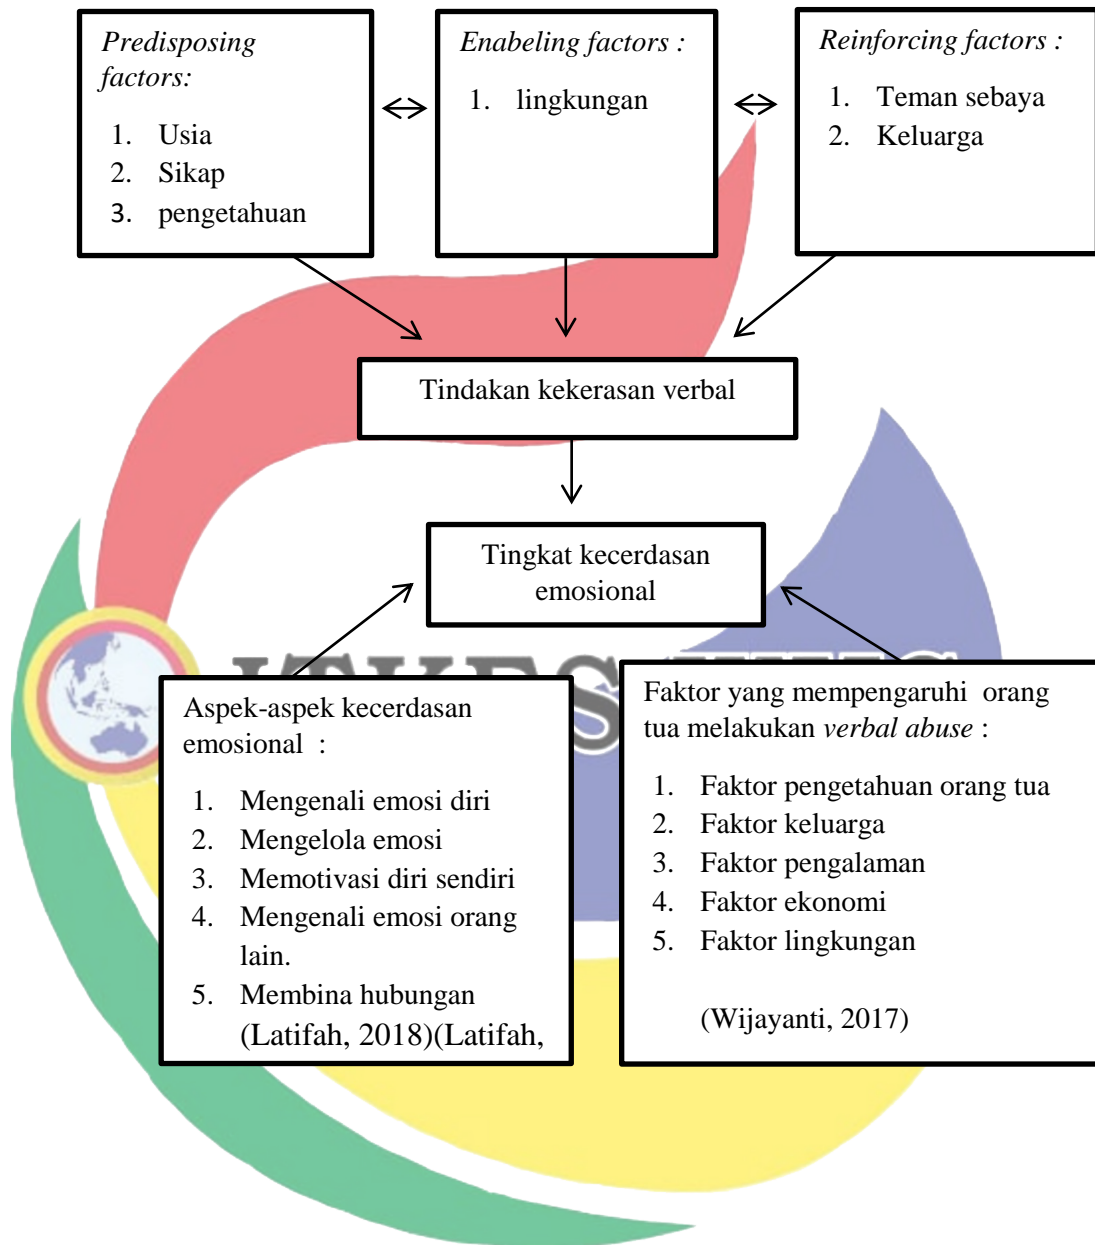 Predisposing
factors:
1. Usia
2. Sikap
3. pengetahuan
Enabeling factors :
1. lingkungan
Reinforcing factors :
1. Teman sebaya
2. Keluarga
Tindakan kekerasan verbal
Tingkat kecerdasan
emosional
Aspek-aspek kecerdasan
emosional :
1. Mengenali emosi diri
2. Mengelola emosi
3. Memotivasi diri sendiri
4. Mengenali emosi orang
lain.
5. Membina hubungan
(Latifah, 2018)(Latifah,
Faktor yang mempengaruhi orang
tua melakukan verbal abuse :
1. Faktor pengetahuan orang tua
2. Faktor keluarga
3. Faktor pengalaman
4. Faktor ekonomi
5. Faktor lingkungan
(Wijayanti, 2017)